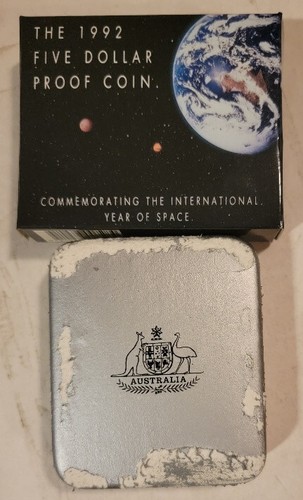 THE 1992
FIVE DOLLAR
PROOF COIN.
COMMEMORATING THE INTERNATIONAL.
YEAR OF SPACE.
AUSTRALIA